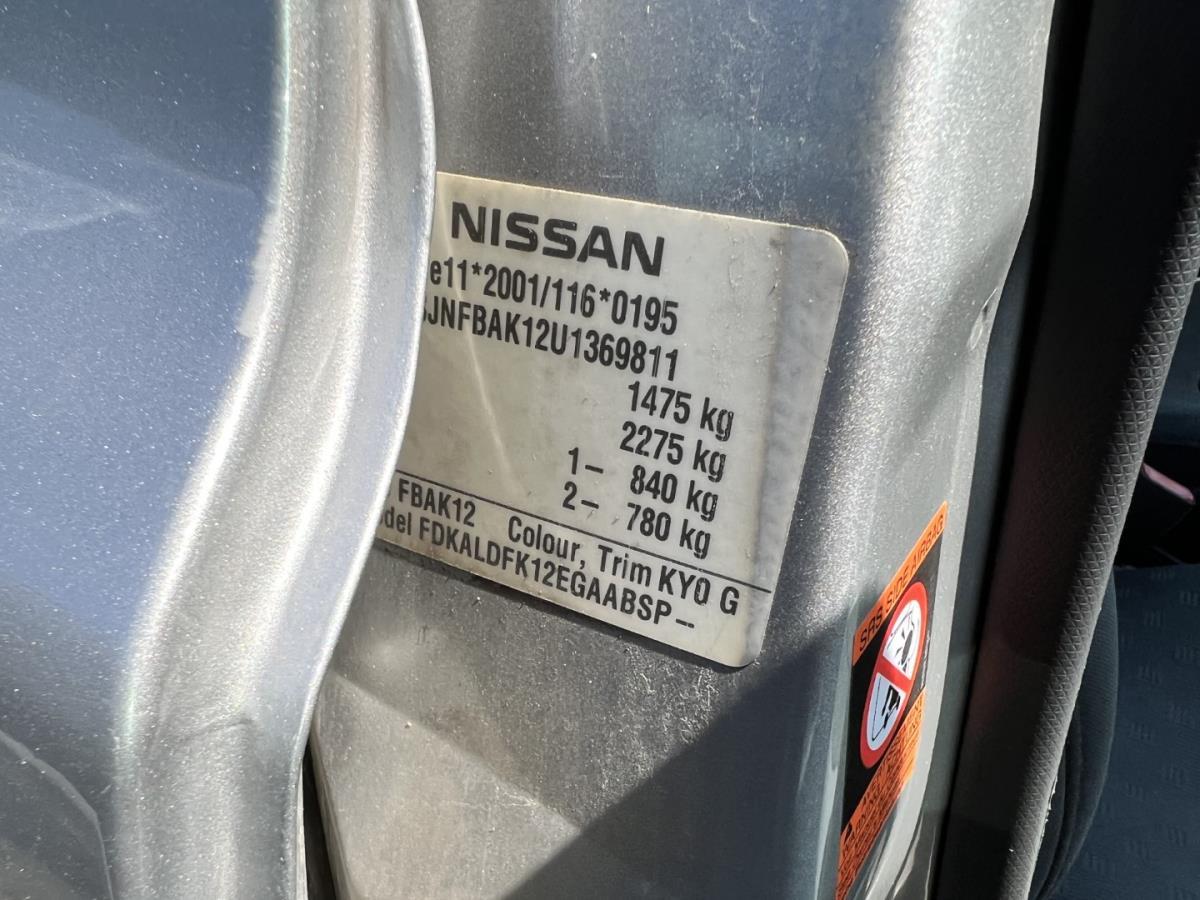 NISSAN
e11*2001/116*0195
SJNFBAK12U1369811
1475 kg
2275 kg
1– 840 kg
2– 780 kg
FBAK12 Colour, Trim KY0 G
del FDKALDFK12EGAABSP--
SRS SIDE AIRBAG